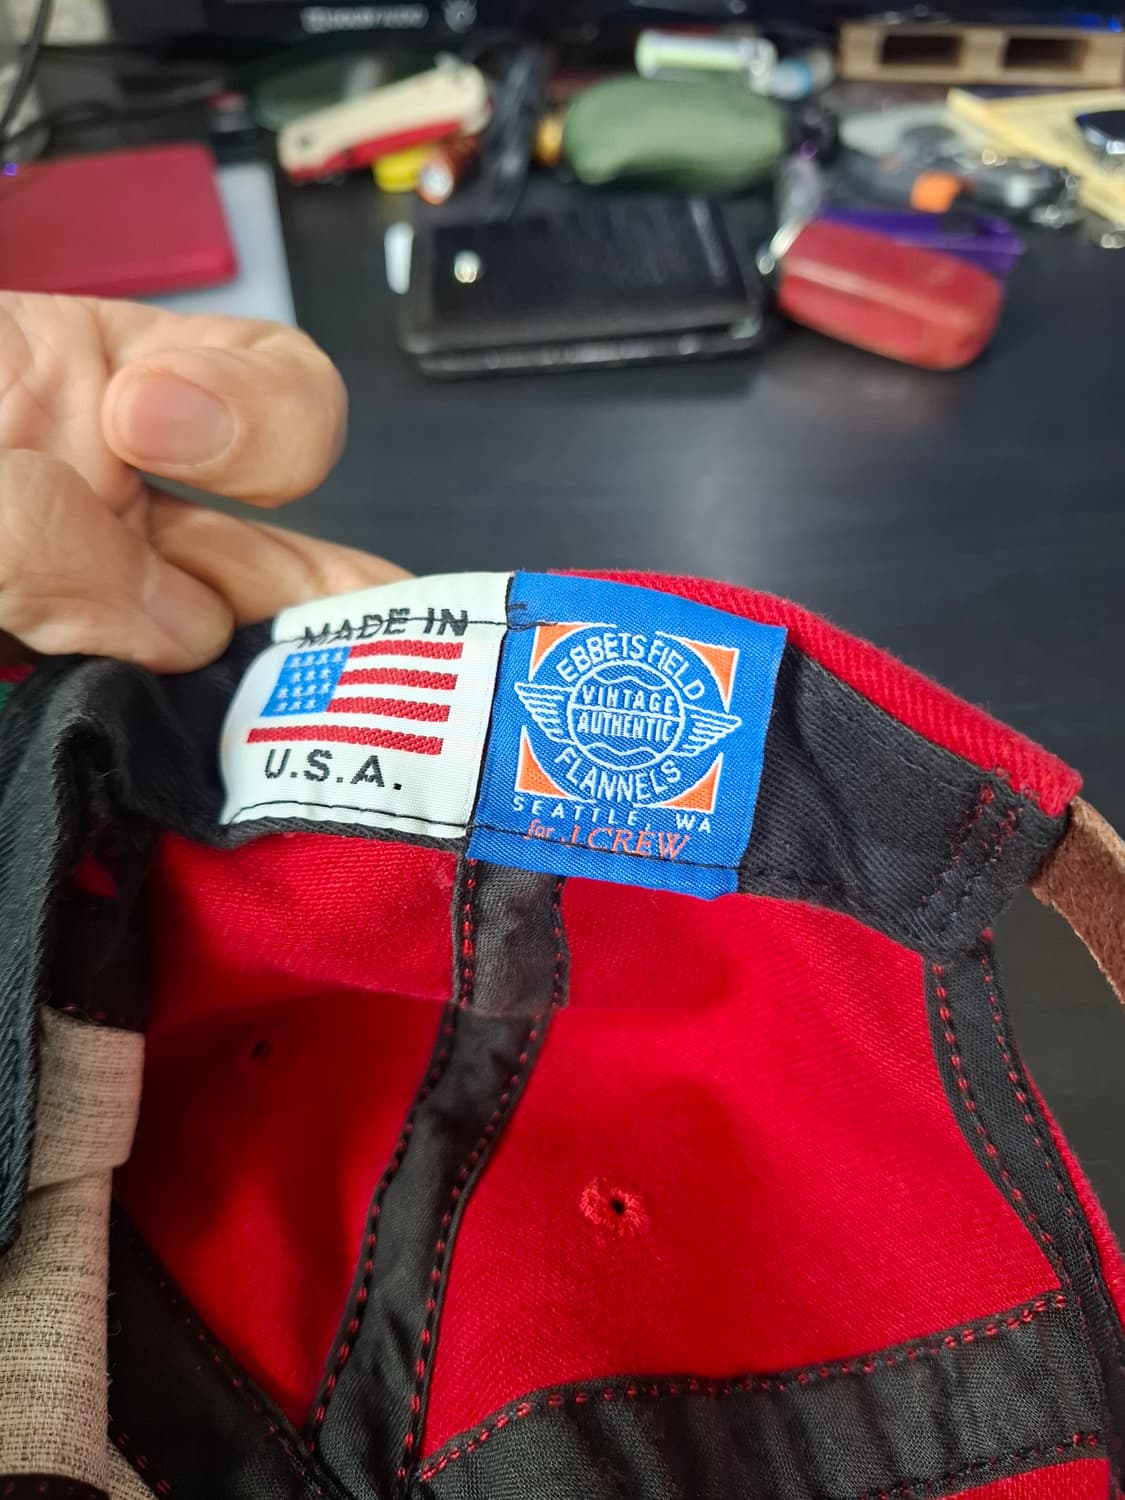 MADE IN
U.S.A.
EBBETS FIELD
VINTAGE
AUTHENTIC
FLANNELS
SEATTLE, WA
for J.CREW